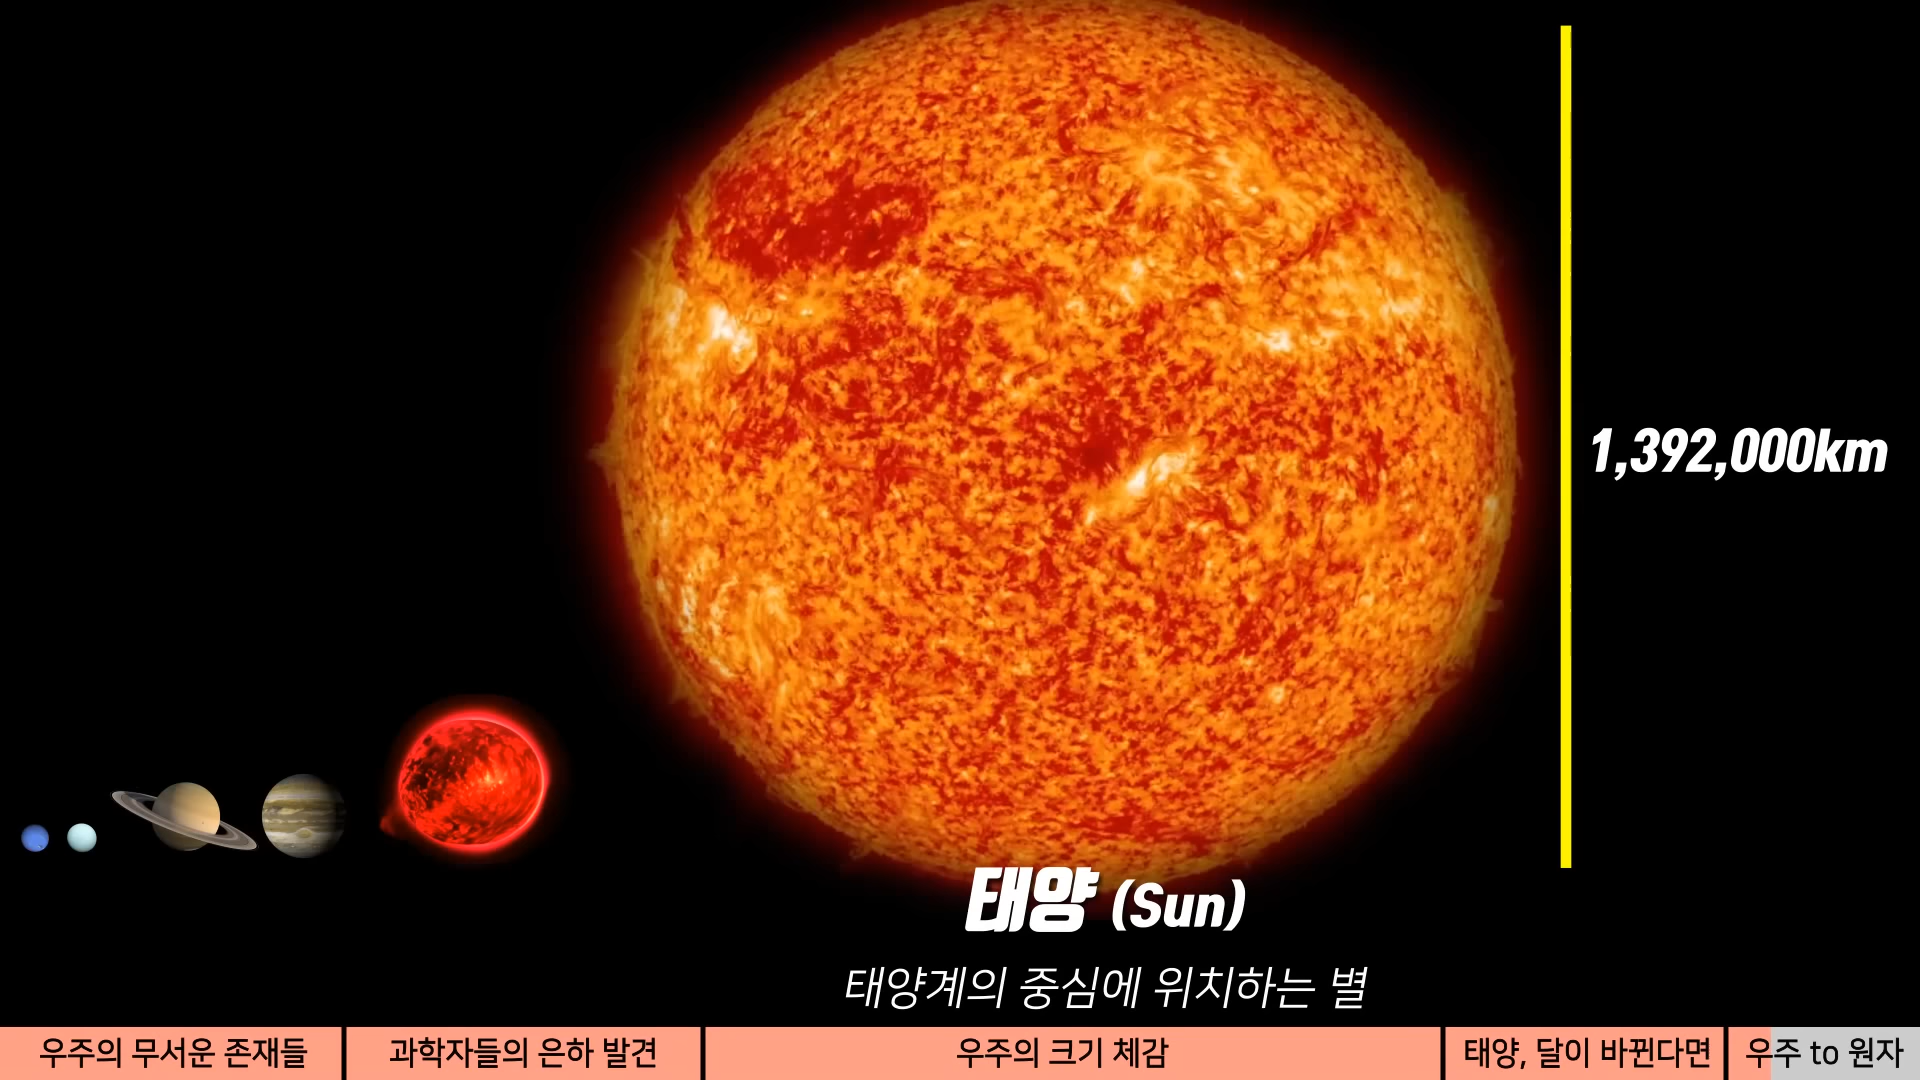 1,392,000km
태양 (Sun)
태양계의 중심에 위치하는 별
우주의 무서운 존재들
과학자들의 은하 발견
우주의 크기 체감
태양, 달이 바뀐다면
우주 to 원자